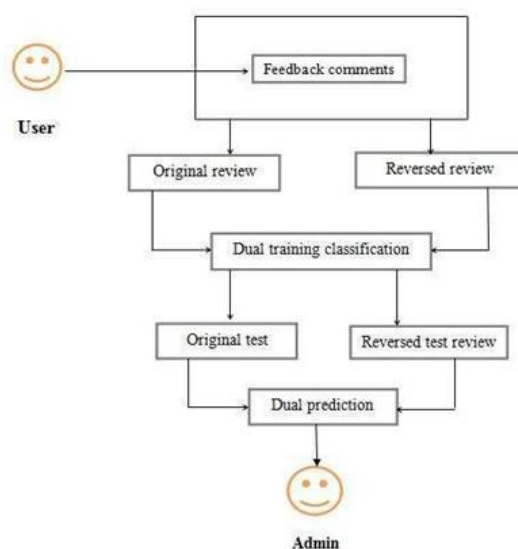 Feedback comments
User
Original review
Reversed review
Dual training classification
Original test
Reversed test review
Dual prediction
Admin